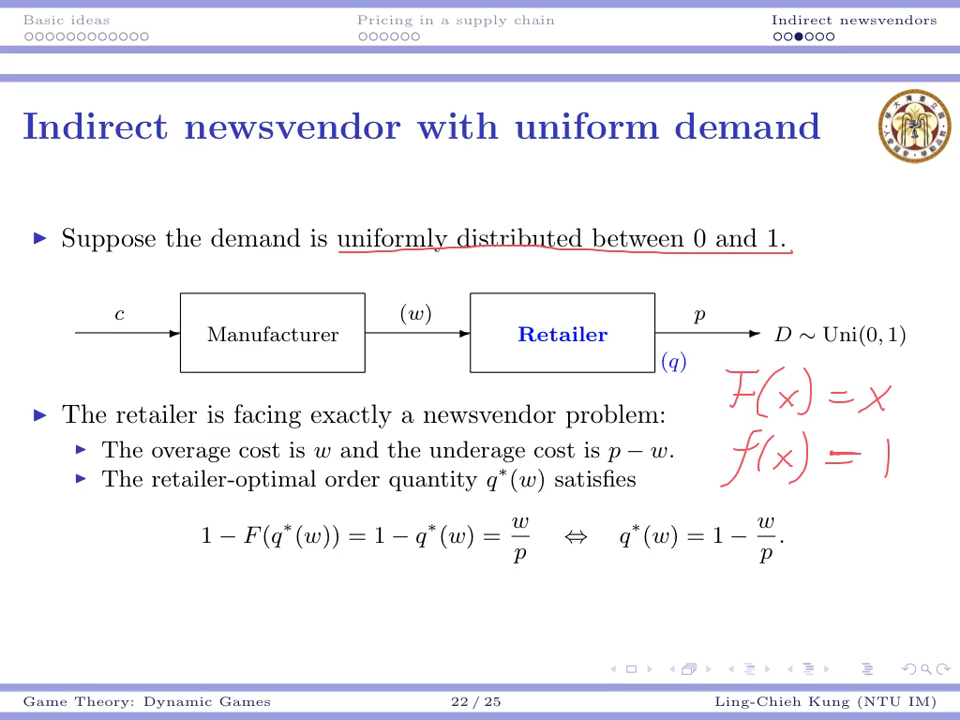 Basic ideas
Pricing in a supply chain
Indirect newsvendors
Indirect newsvendor with uniform demand
Suppose the demand is uniformly distributed between 0 and 1.
c
Manufacturer
(w)
Retailer
(q)
p
D ∼ Uni(0, 1)
F(x) = x
f(x) = 1
The retailer is facing exactly a newsvendor problem:
The overage cost is w and the underage cost is p − w.
The retailer-optimal order quantity q*(w) satisfies
1 − F(q*(w)) = 1 − q*(w) = w/p ⇔ q*(w) = 1 − w/p.
Game Theory: Dynamic Games
22 / 25
Ling-Chieh Kung (NTU IM)